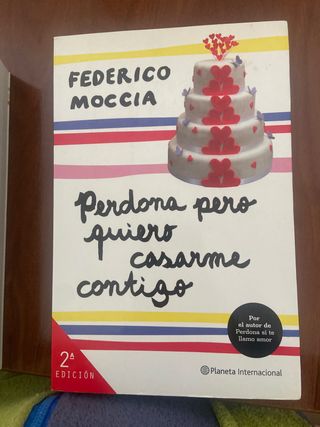 FEDERICO
MOCCIA
Perdona pero
quiero
casarme
contigo
Por
el autor de
Perdona si te
llamo amor
2ª
EDICIÓN
Planeta Internacional